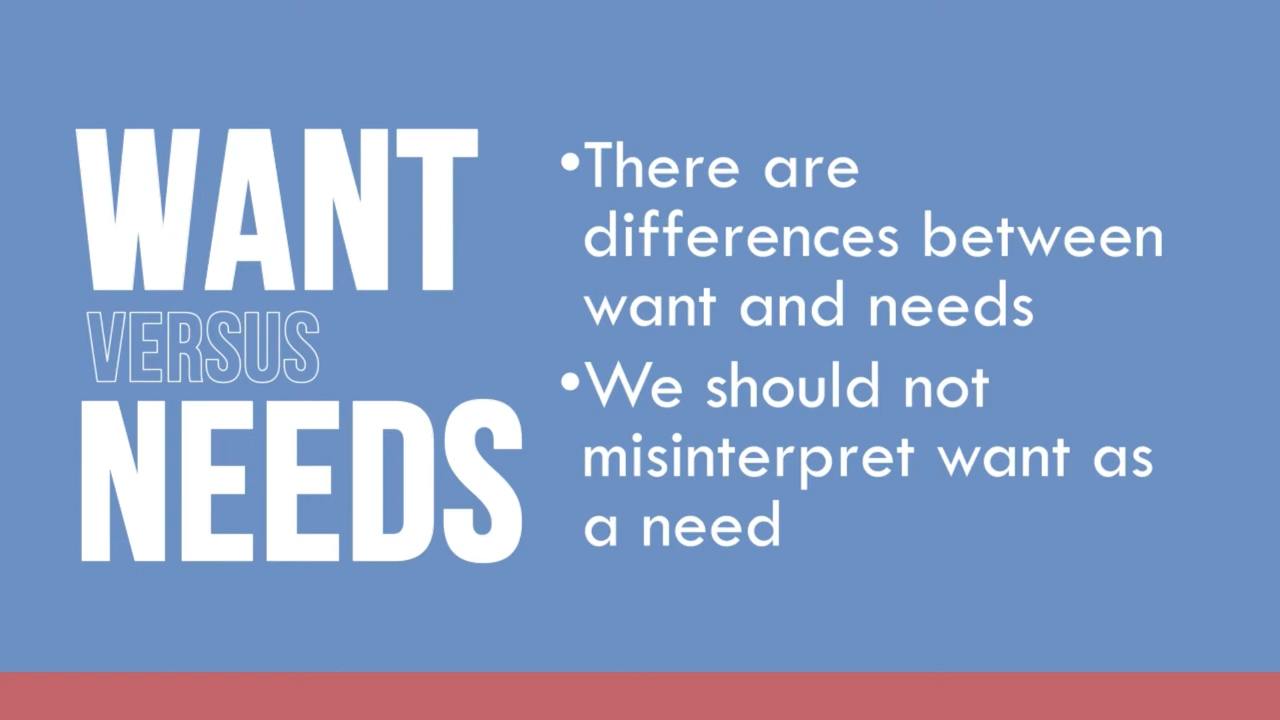 WANT
VERSUS
NEEDS
•There are
differences between
want and needs
•We should not
misinterpret want as
a need